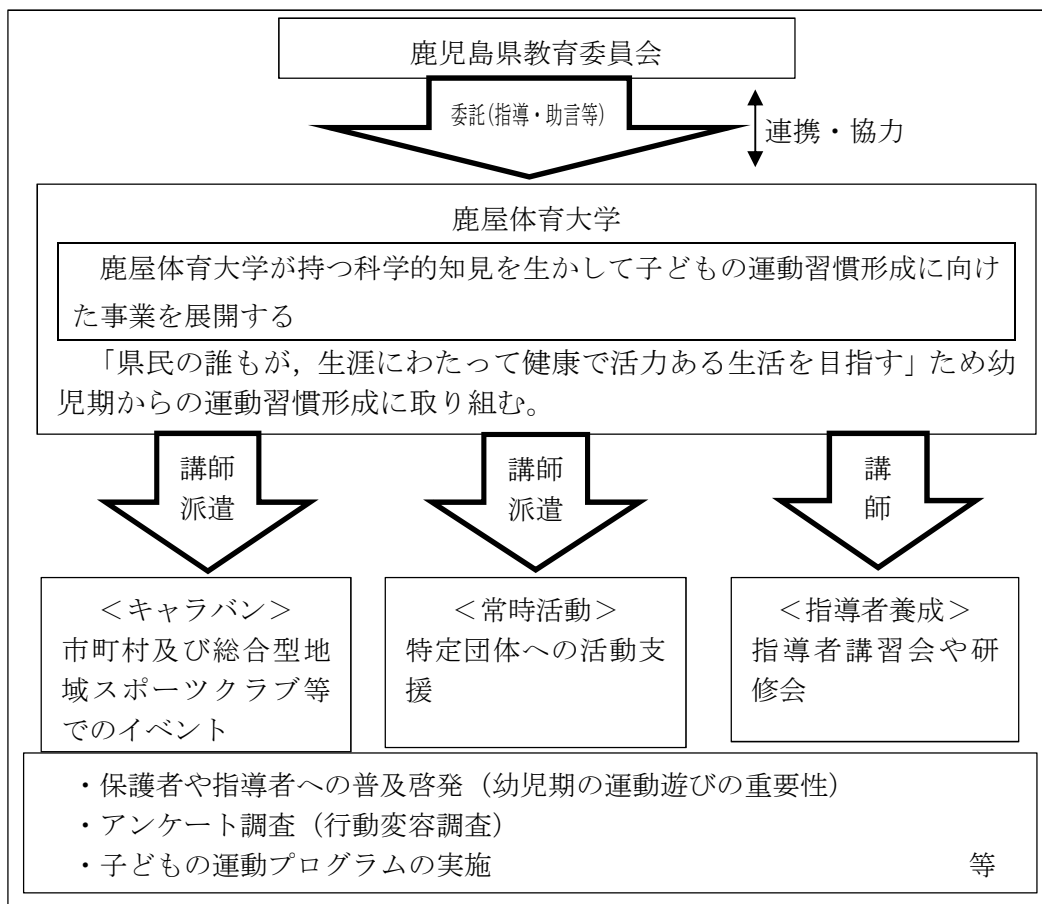 鹿児島県教育委員会
委託(指導・助言等)
連携・協力
鹿屋体育大学
鹿屋体育大学が持つ科学的知見を生かして子どもの運動習慣形成に向け
た事業を展開する
「県民の誰もが，生涯にわたって健康で活力ある生活を目指す」ため幼
児期からの運動習慣形成に取り組む。
講師
派遣
講師
派遣
講
師
＜キャラバン＞
市町村及び総合型地
域スポーツクラブ等
でのイベント
＜常時活動＞
特定団体への活動支
援
＜指導者養成＞
指導者講習会や研
修会
・保護者や指導者への普及啓発（幼児期の運動遊びの重要性）
・アンケート調査（行動変容調査）
・子どもの運動プログラムの実施 等